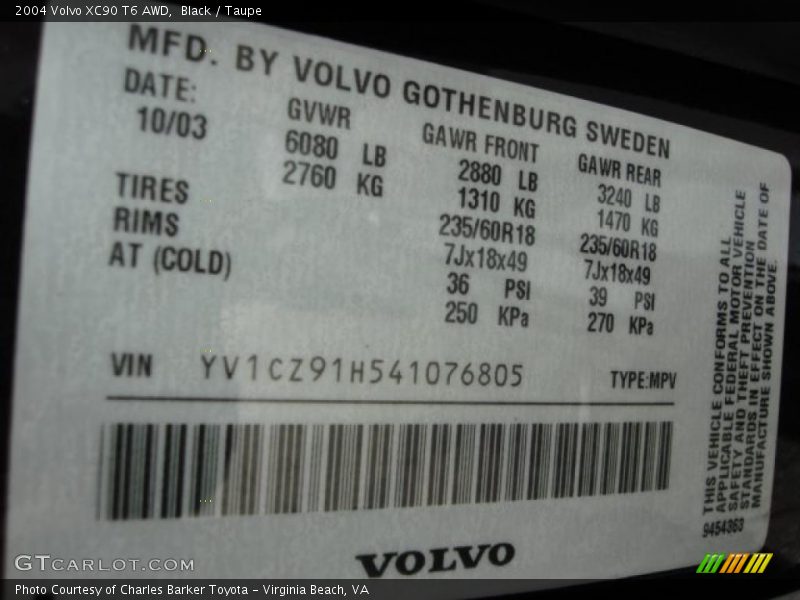 2004 Volvo XC90 T6 AWD,  Black / Taupe
MFD. BY VOLVO GOTHENBURG SWEDEN
DATE: GVWR GAWR FRONT GAWR REAR
10/03 6080 LB 2880 LB 3240 LB
2760 KG 1310 KG 1470 KG
TIRES 235/60R18 235/60R18
RIMS 7Jx18x49 7Jx18x49
AT (COLD) 36 PSI 39 PSI
250 KPa 270 KPa
VIN YV1CZ91H541076805 TYPE:MPV
THIS VEHICLE CONFORMS TO ALL
APPLICABLE FEDERAL MOTOR VEHICLE
SAFETY AND THEFT PREVENTION
STANDARDS IN EFFECT ON THE DATE OF
MANUFACTURE SHOWN ABOVE.
9454363
VOLVO
GTCARLOT.COM
Photo Courtesy of Charles Barker Toyota - Virginia Beach, VA